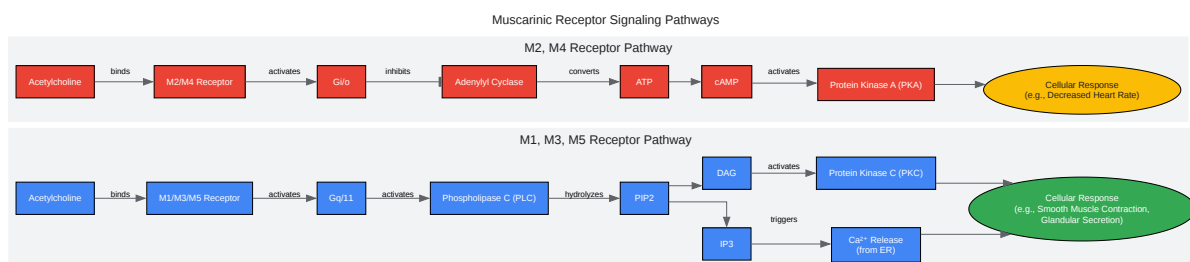 Muscarinic Receptor Signaling Pathways
M2, M4 Receptor Pathway
Acetylcholine
binds
M2/M4 Receptor
activates
Gi/o
inhibits
Adenylyl Cyclase
converts
ATP
cAMP
activates
Protein Kinase A (PKA)
Cellular Response
(e.g., Decreased Heart Rate)
M1, M3, M5 Receptor Pathway
Acetylcholine
binds
M1/M3/M5 Receptor
activates
Gq/11
activates
Phospholipase C (PLC)
hydrolyzes
PIP2
DAG
activates
Protein Kinase C (PKC)
IP3
triggers
Ca²⁺ Release
(from ER)
Cellular Response
(e.g., Smooth Muscle Contraction,
Glandular Secretion)